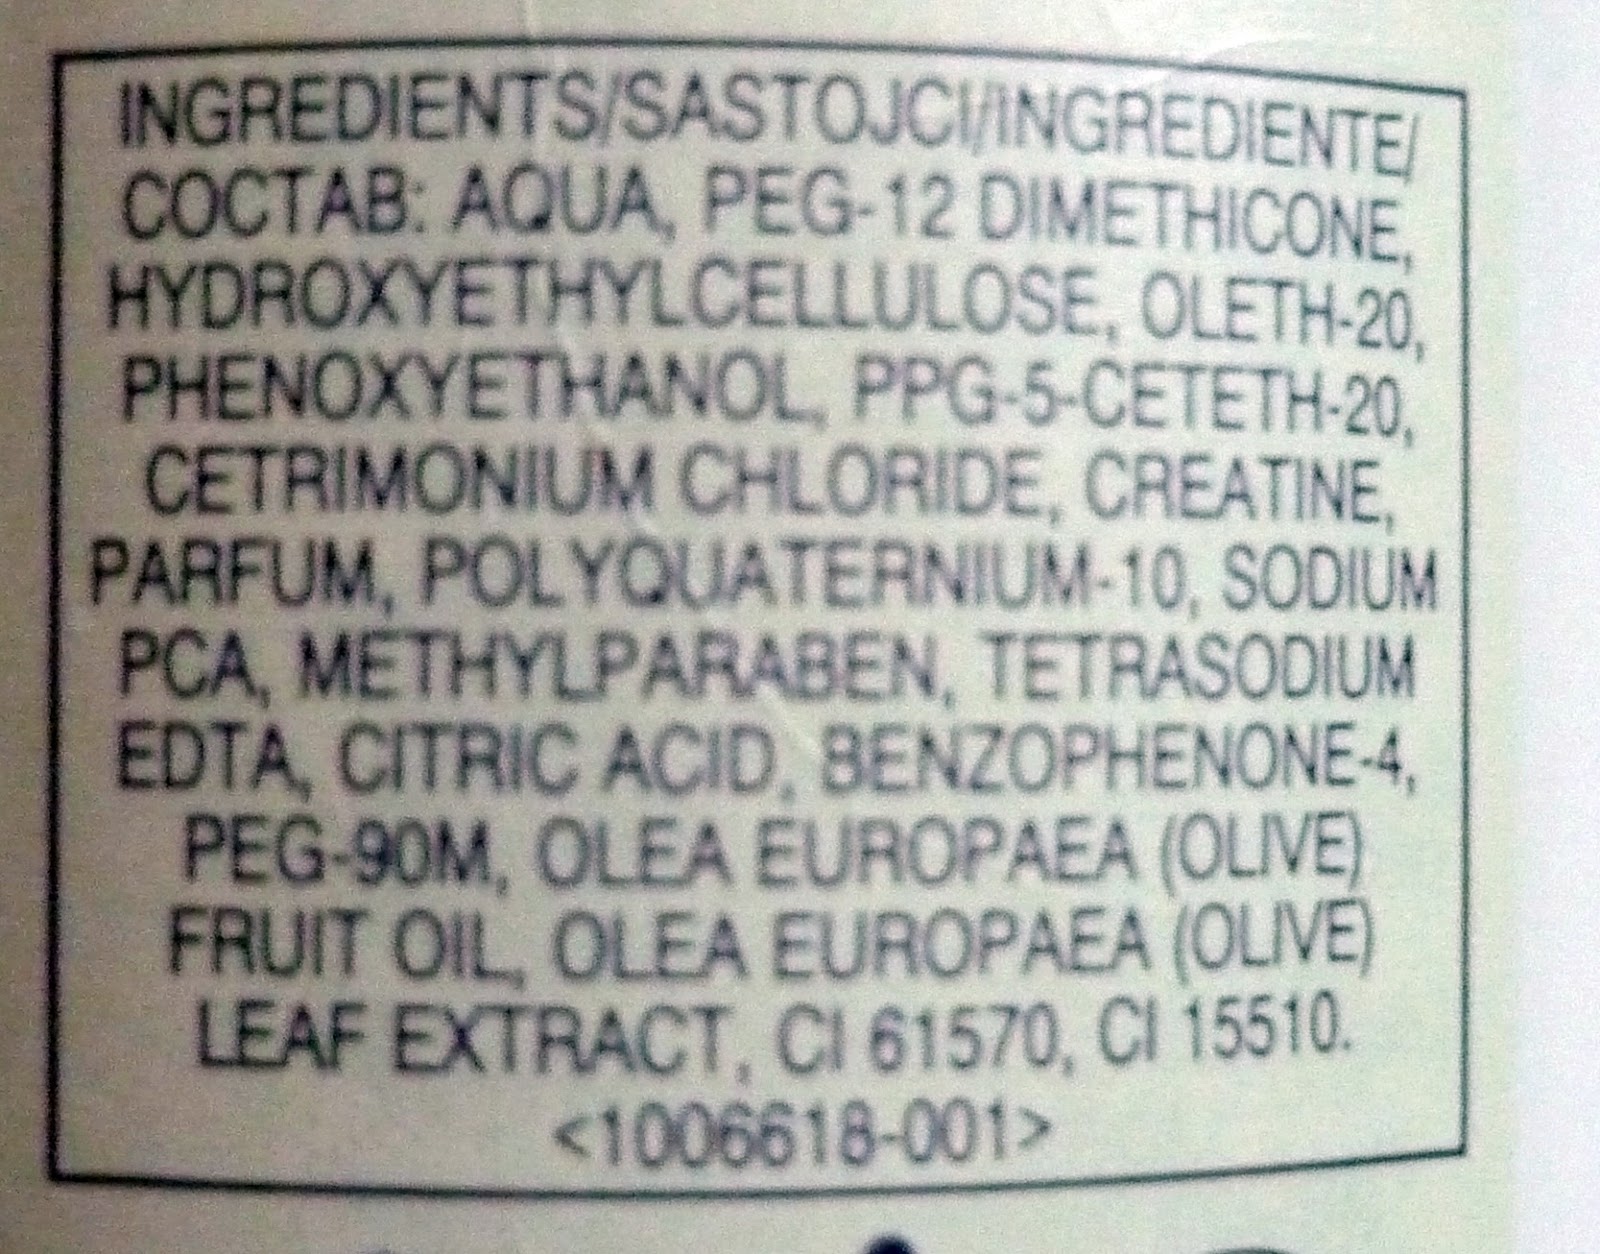 INGREDIENTS/SASTOJCI/INGREDIENTE/
СОСТАВ: AQUA, PEG-12 DIMETHICONE,
HYDROXYETHYLCELLULOSE, OLETH-20,
PHENOXYETHANOL, PPG-5-CETETH-20,
CETRIMONIUM CHLORIDE, CREATINE,
PARFUM, POLYQUATERNIUM-10, SODIUM
PCA, METHYLPARABEN, TETRASODIUM
EDTA, CITRIC ACID, BENZOPHENONE-4,
PEG-90M, OLEA EUROPAEA (OLIVE)
FRUIT OIL, OLEA EUROPAEA (OLIVE)
LEAF EXTRACT, CI 61570, CI 15510.
<1006618-001>